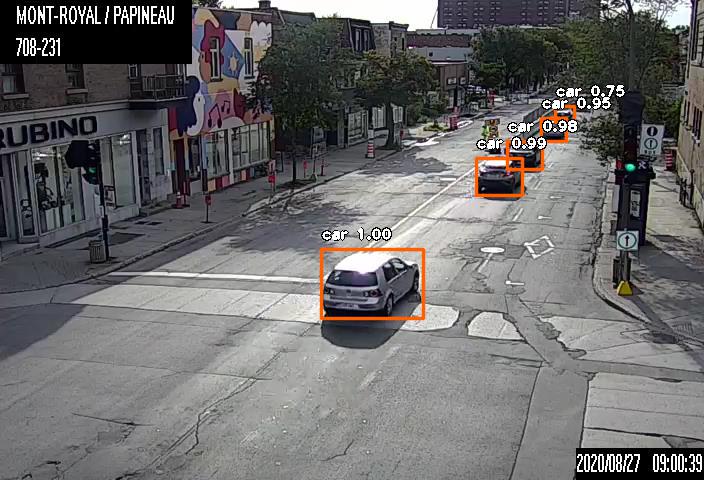 MONT-ROYAL / PAPINEAU
708-231
car 0.75
car 0.95
car 0.98
car 0.99
RUBINO
car 1.00
2020/08/27 09:00:39